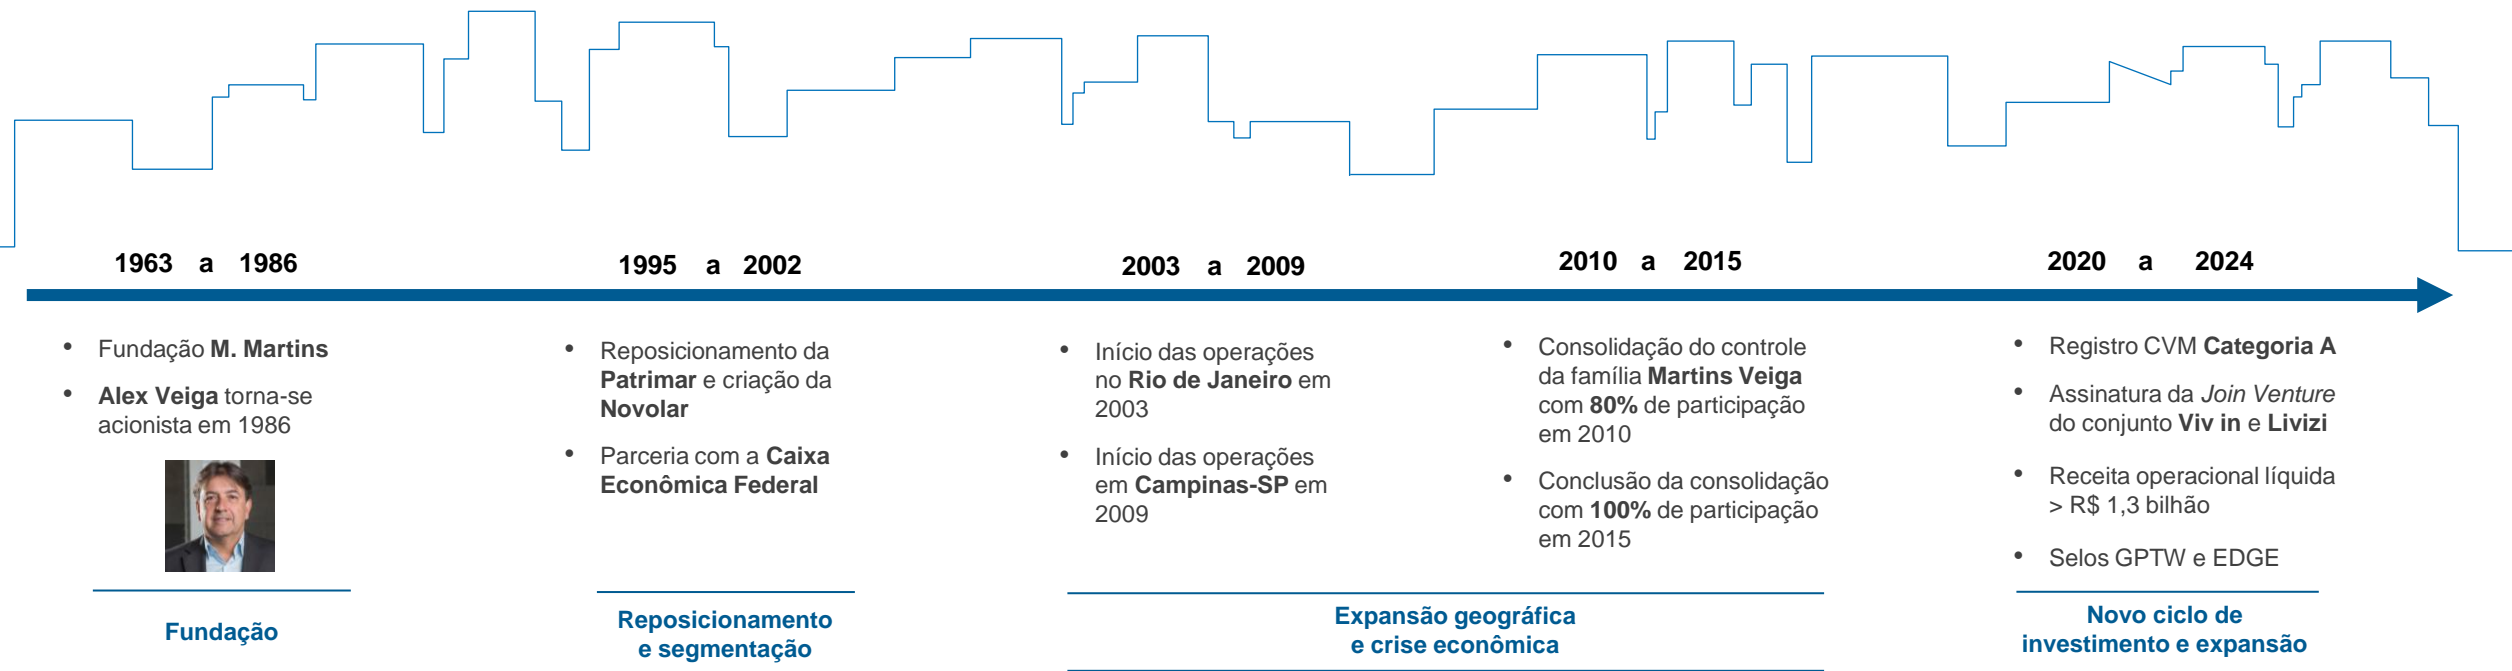 1963 a 1986
• Fundação M. Martins
• Alex Veiga torna-se
acionista em 1986
Fundação
1995 a 2002
• Reposicionamento da
Patrimar e criação da
Novolar
• Parceria com a Caixa
Econômica Federal
Reposicionamento
e segmentação
2003 a 2009
• Início das operações
no Rio de Janeiro em
2003
• Início das operações
em Campinas-SP em
2009
2010 a 2015
• Consolidação do controle
da família Martins Veiga
com 80% de participação
em 2010
• Conclusão da consolidação
com 100% de participação
em 2015
Expansão geográfica
e crise econômica
2020 a 2024
• Registro CVM Categoria A
• Assinatura da Join Venture
do conjunto Viv in e Livizi
• Receita operacional líquida
> R$ 1,3 bilhão
• Selos GPTW e EDGE
Novo ciclo de
investimento e expansão